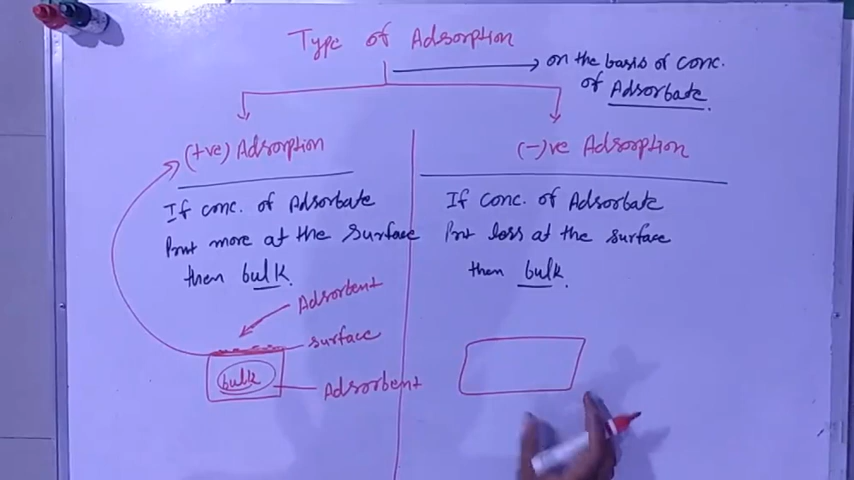 Type of Adsorption
on the basis of conc.
of Adsorbate.
(+ve) Adsorption
If conc. of Adsorbate
Prnt more at the surface
then bulk.
Adsorbent
surface
bulk
Adsorbent
(-)ve Adsorption
If conc. of Adsorbate
Prnt less at the surface
then bulk.